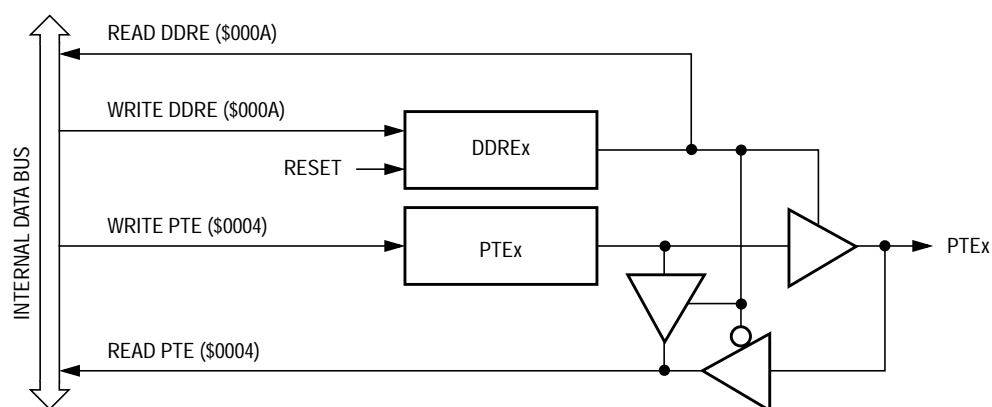 READ DDRE ($000A)
WRITE DDRE ($000A)
DDREx
RESET
INTERNAL DATA BUS
WRITE PTE ($0004)
PTEx
PTEx
READ PTE ($0004)